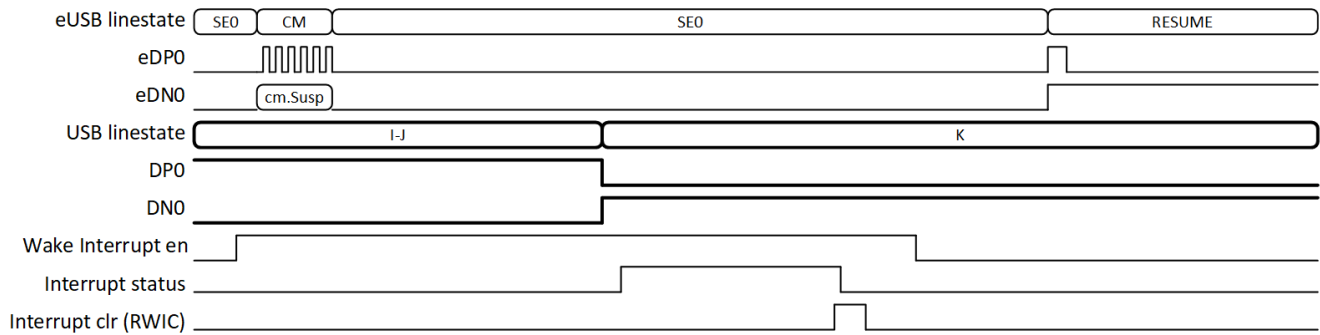 eUSB linestate SE0 CM SE0 RESUME
eDP0
eDN0 cm.Susp
USB linestate I-J K
DP0
DN0
Wake Interrupt en
Interrupt status
Interrupt clr (RWIC)